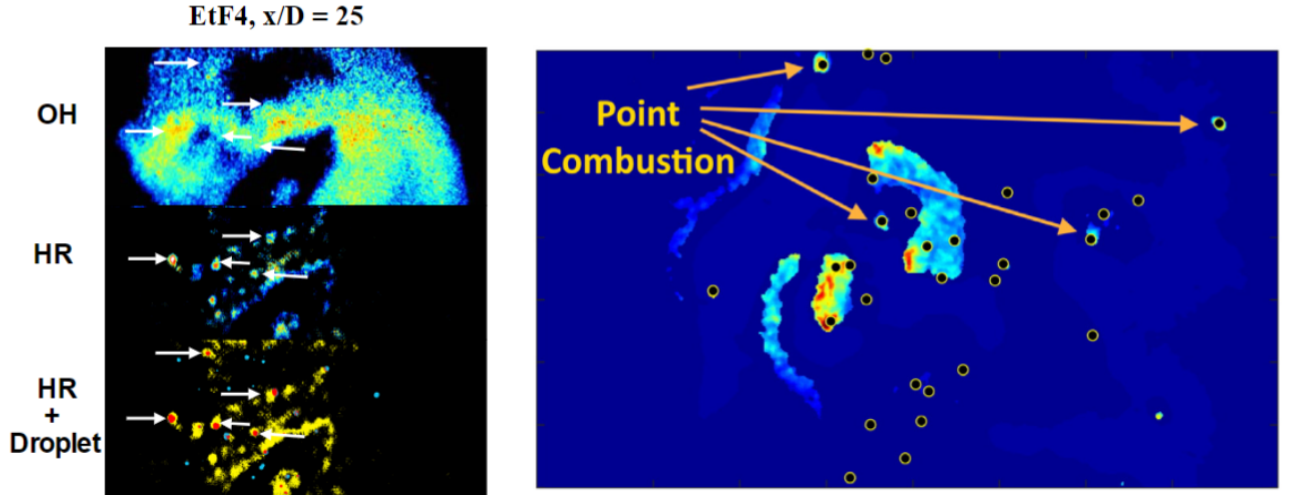 EtF4, x/D = 25
OH
HR
HR
+
Droplet
Point
Combustion